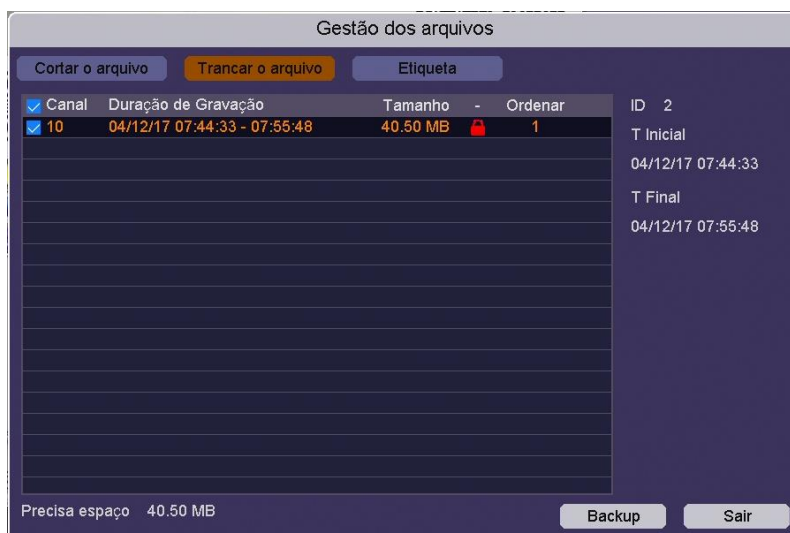 Gestão dos arquivos
Cortar o arquivo Trancar o arquivo Etiqueta
Canal Duração de Gravação Tamanho - Ordenar
10 04/12/17 07:44:33 - 07:55:48 40.50 MB 1
ID 2
T Inicial
04/12/17 07:44:33
T Final
04/12/17 07:55:48
Precisa espaço 40.50 MB
Backup Sair